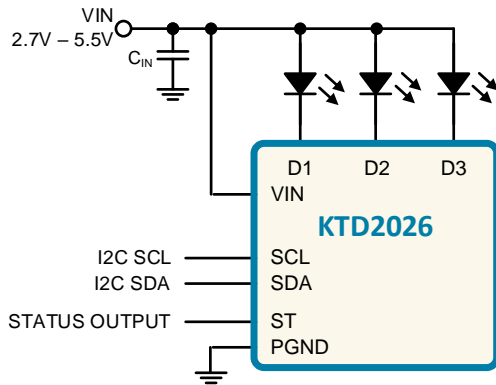 VIN
2.7V – 5.5V
CIN
D1 D2 D3
VIN
KTD2026
I2C SCL SCL
I2C SDA SDA
STATUS OUTPUT ST
PGND